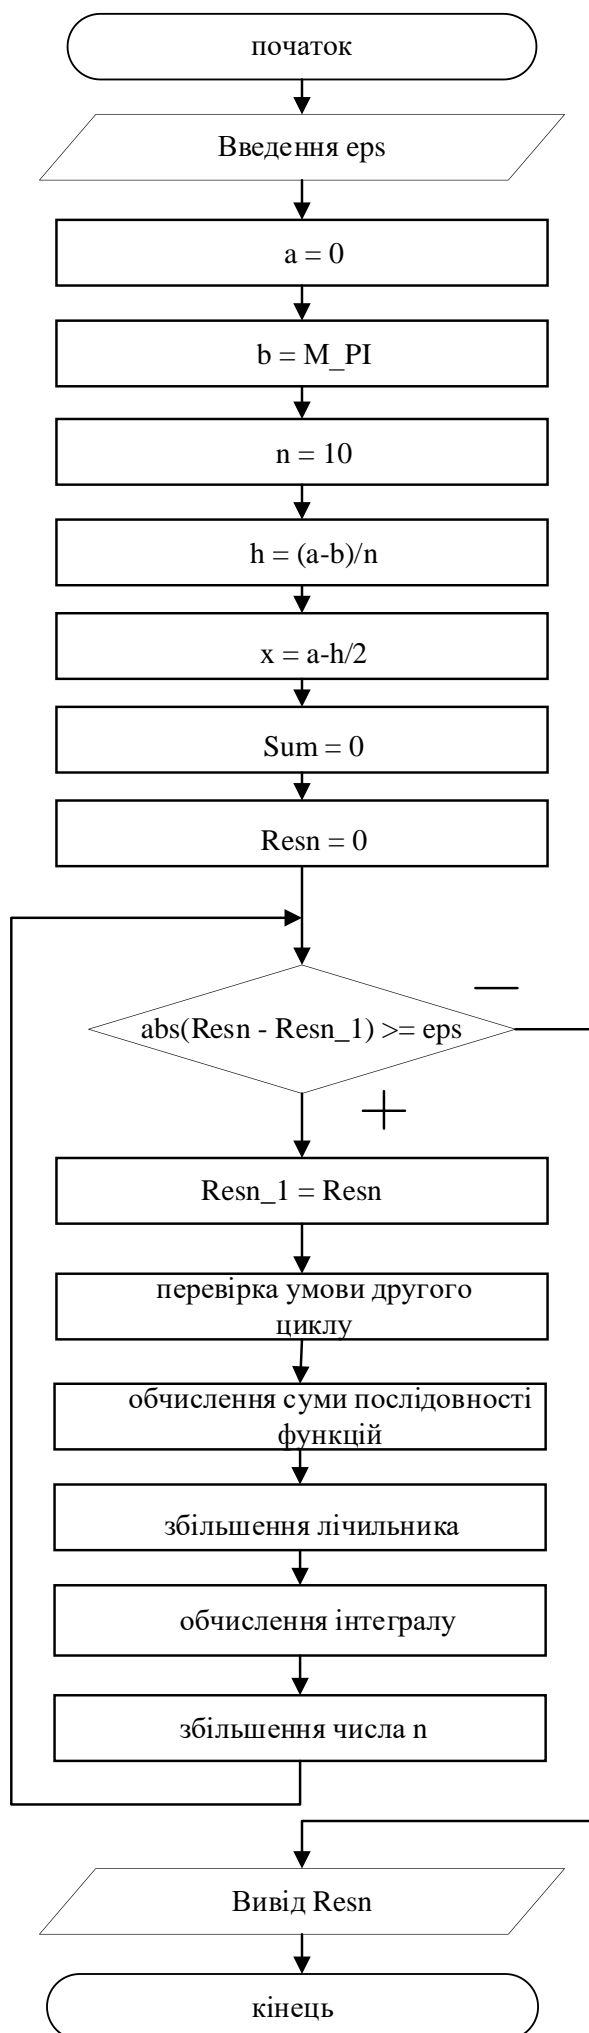 початок
Введення eps
a = 0
b = M_PI
n = 10
h = (a-b)/n
x = a-h/2
Sum = 0
Resn = 0
abs(Resn - Resn_1) >= eps
Resn_1 = Resn
перевірка умови другого
циклу
обчислення суми послідовності
функцій
збільшення лічильника
обчислення інтегралу
збільшення числа n
Вивід Resn
кінець